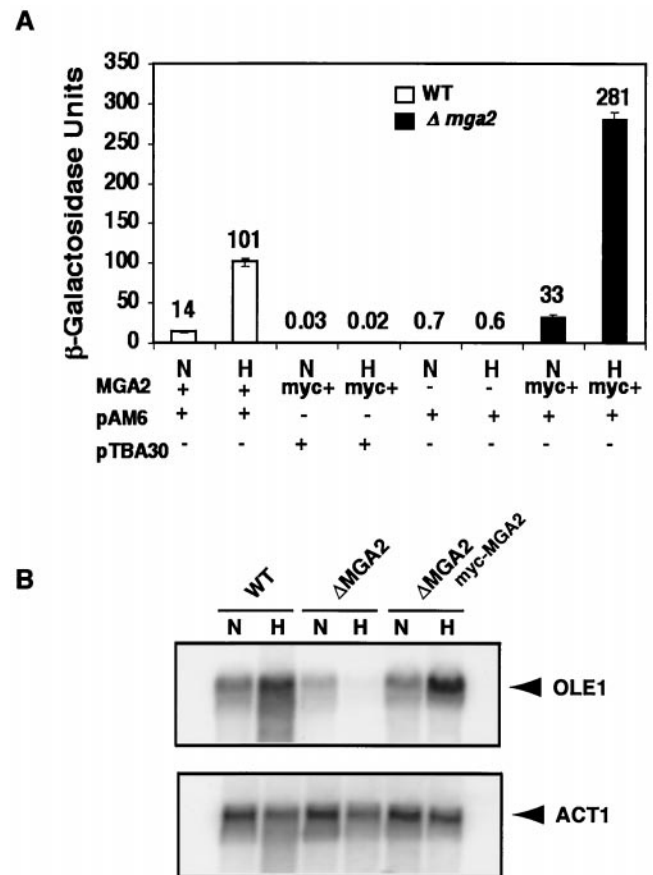 A
β-Galactosidase Units
350
300
250
200
150
100
50
0
WT
Δ mga2
14
101
0.03
0.02
0.7
0.6
33
281
N H N H N H N H
MGA2 + + myc+ myc+ - - myc+ myc+
pAM6 + + - - + + + +
pTBA30 - - + + - - - -
B
WT ΔMGA2 ΔMGA2 myc-MGA2
N H N H N H
OLE1
ACT1